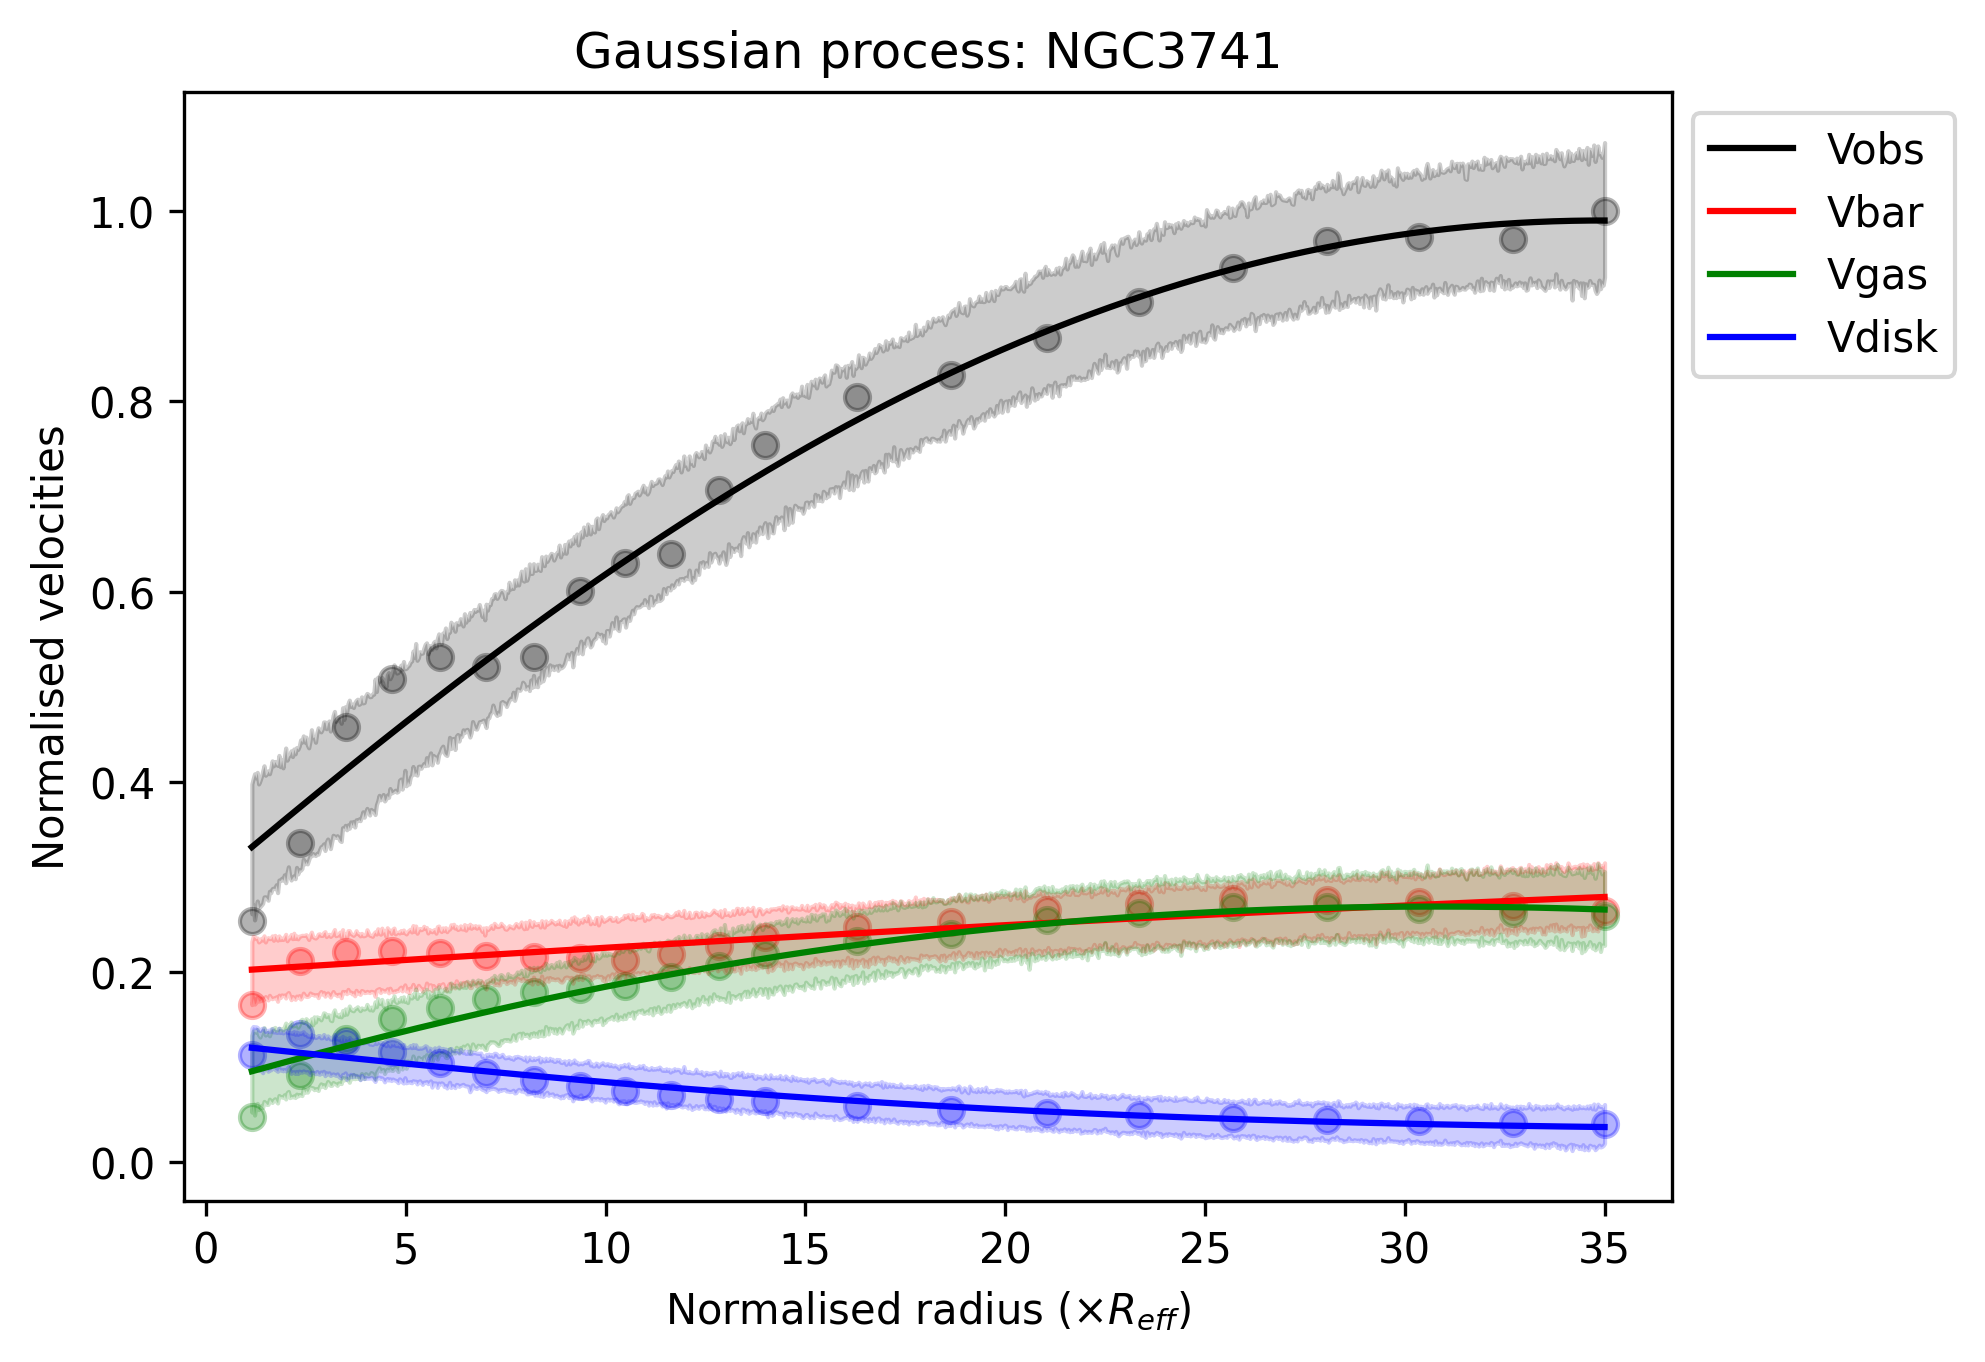 Gaussian process: NGC3741
Vobs
Vbar
Vgas
Vdisk
Normalised velocities
1.0
0.8
0.6
0.4
0.2
0.0
0 5 10 15 20 25 30 35
Normalised radius (×R_eff)